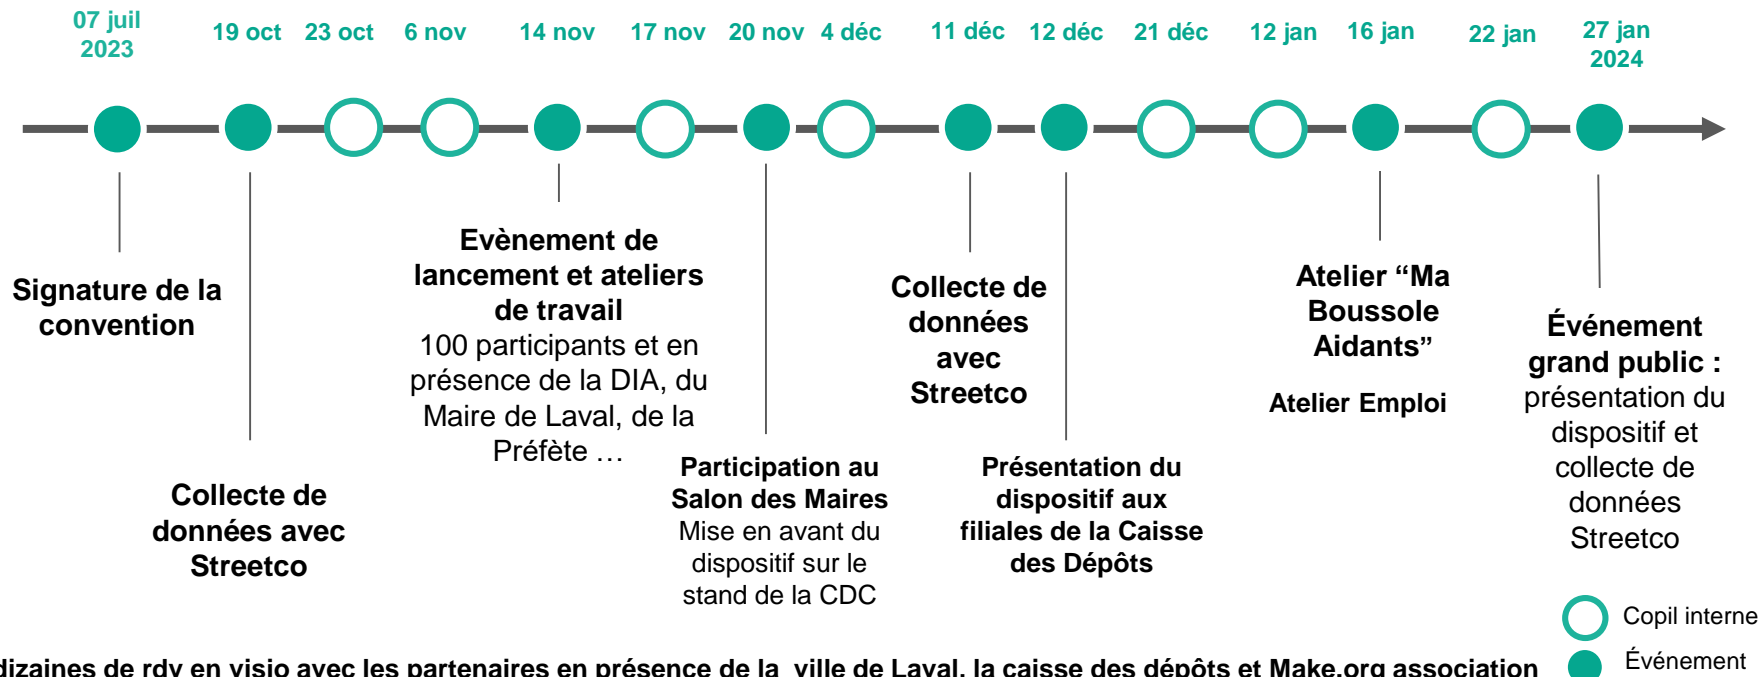 07 juil
2023
19 oct
23 oct
6 nov
14 nov
17 nov
20 nov
4 déc
11 déc
12 déc
21 déc
12 jan
16 jan
22 jan
27 jan
2024
Signature de la
convention
Collecte de
données avec
Streetco
Evènement de
lancement et ateliers
de travail
100 participants et en
présence de la DIA, du
Maire de Laval, de la
Préfète …
Participation au
Salon des Maires
Mise en avant du
dispositif sur le
stand de la CDC
Collecte de
données
avec
Streetco
Présentation du
dispositif aux
filiales de la Caisse
des Dépôts
Atelier “Ma
Boussole
Aidants”
Atelier Emploi
Événement
grand public :
présentation du
dispositif et
collecte de
données
Streetco
Copil interne
Événement
dizaines de rdv en visio avec les partenaires en présence de la ville de Laval, la caisse des dépôts et Make.org association